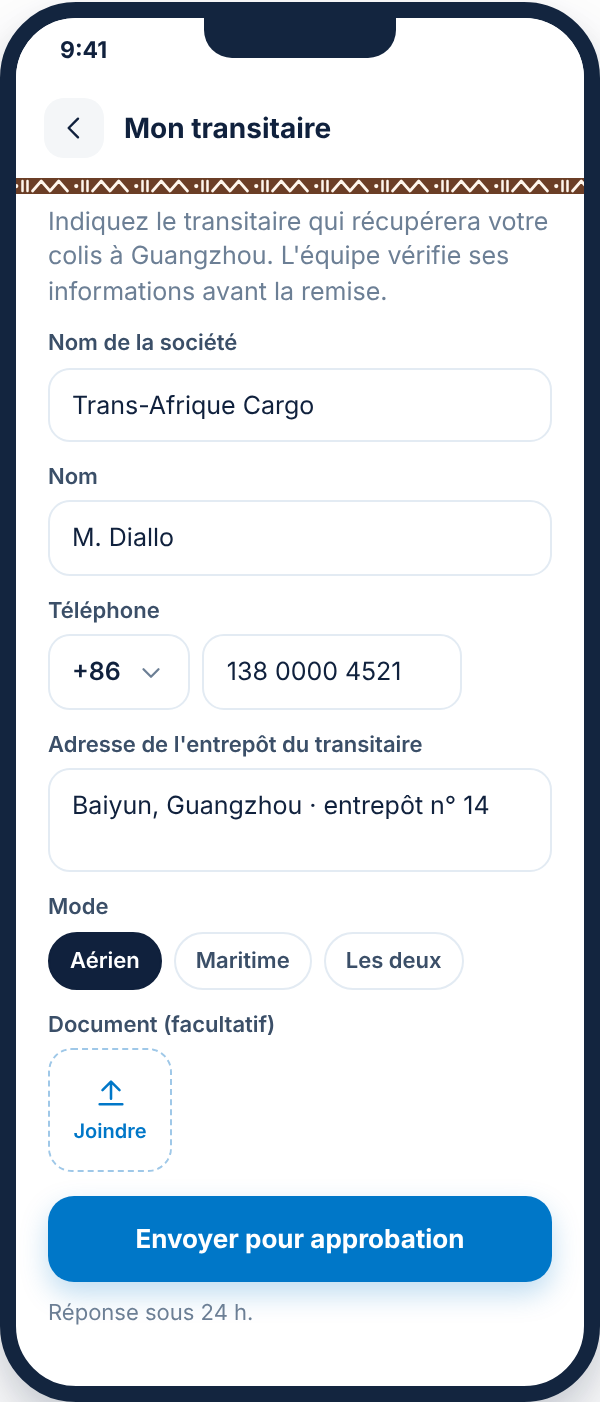 9:41
Mon transitaire
Indiquez le transitaire qui récupérera votre
colis à Guangzhou. L'équipe vérifie ses
informations avant la remise.
Nom de la société
Trans-Afrique Cargo
Nom
M. Diallo
Téléphone
+86 138 0000 4521
Adresse de l'entrepôt du transitaire
Baiyun, Guangzhou · entrepôt n° 14
Mode
Aérien Maritime Les deux
Document (facultatif)
Joindre
Envoyer pour approbation
Réponse sous 24 h.